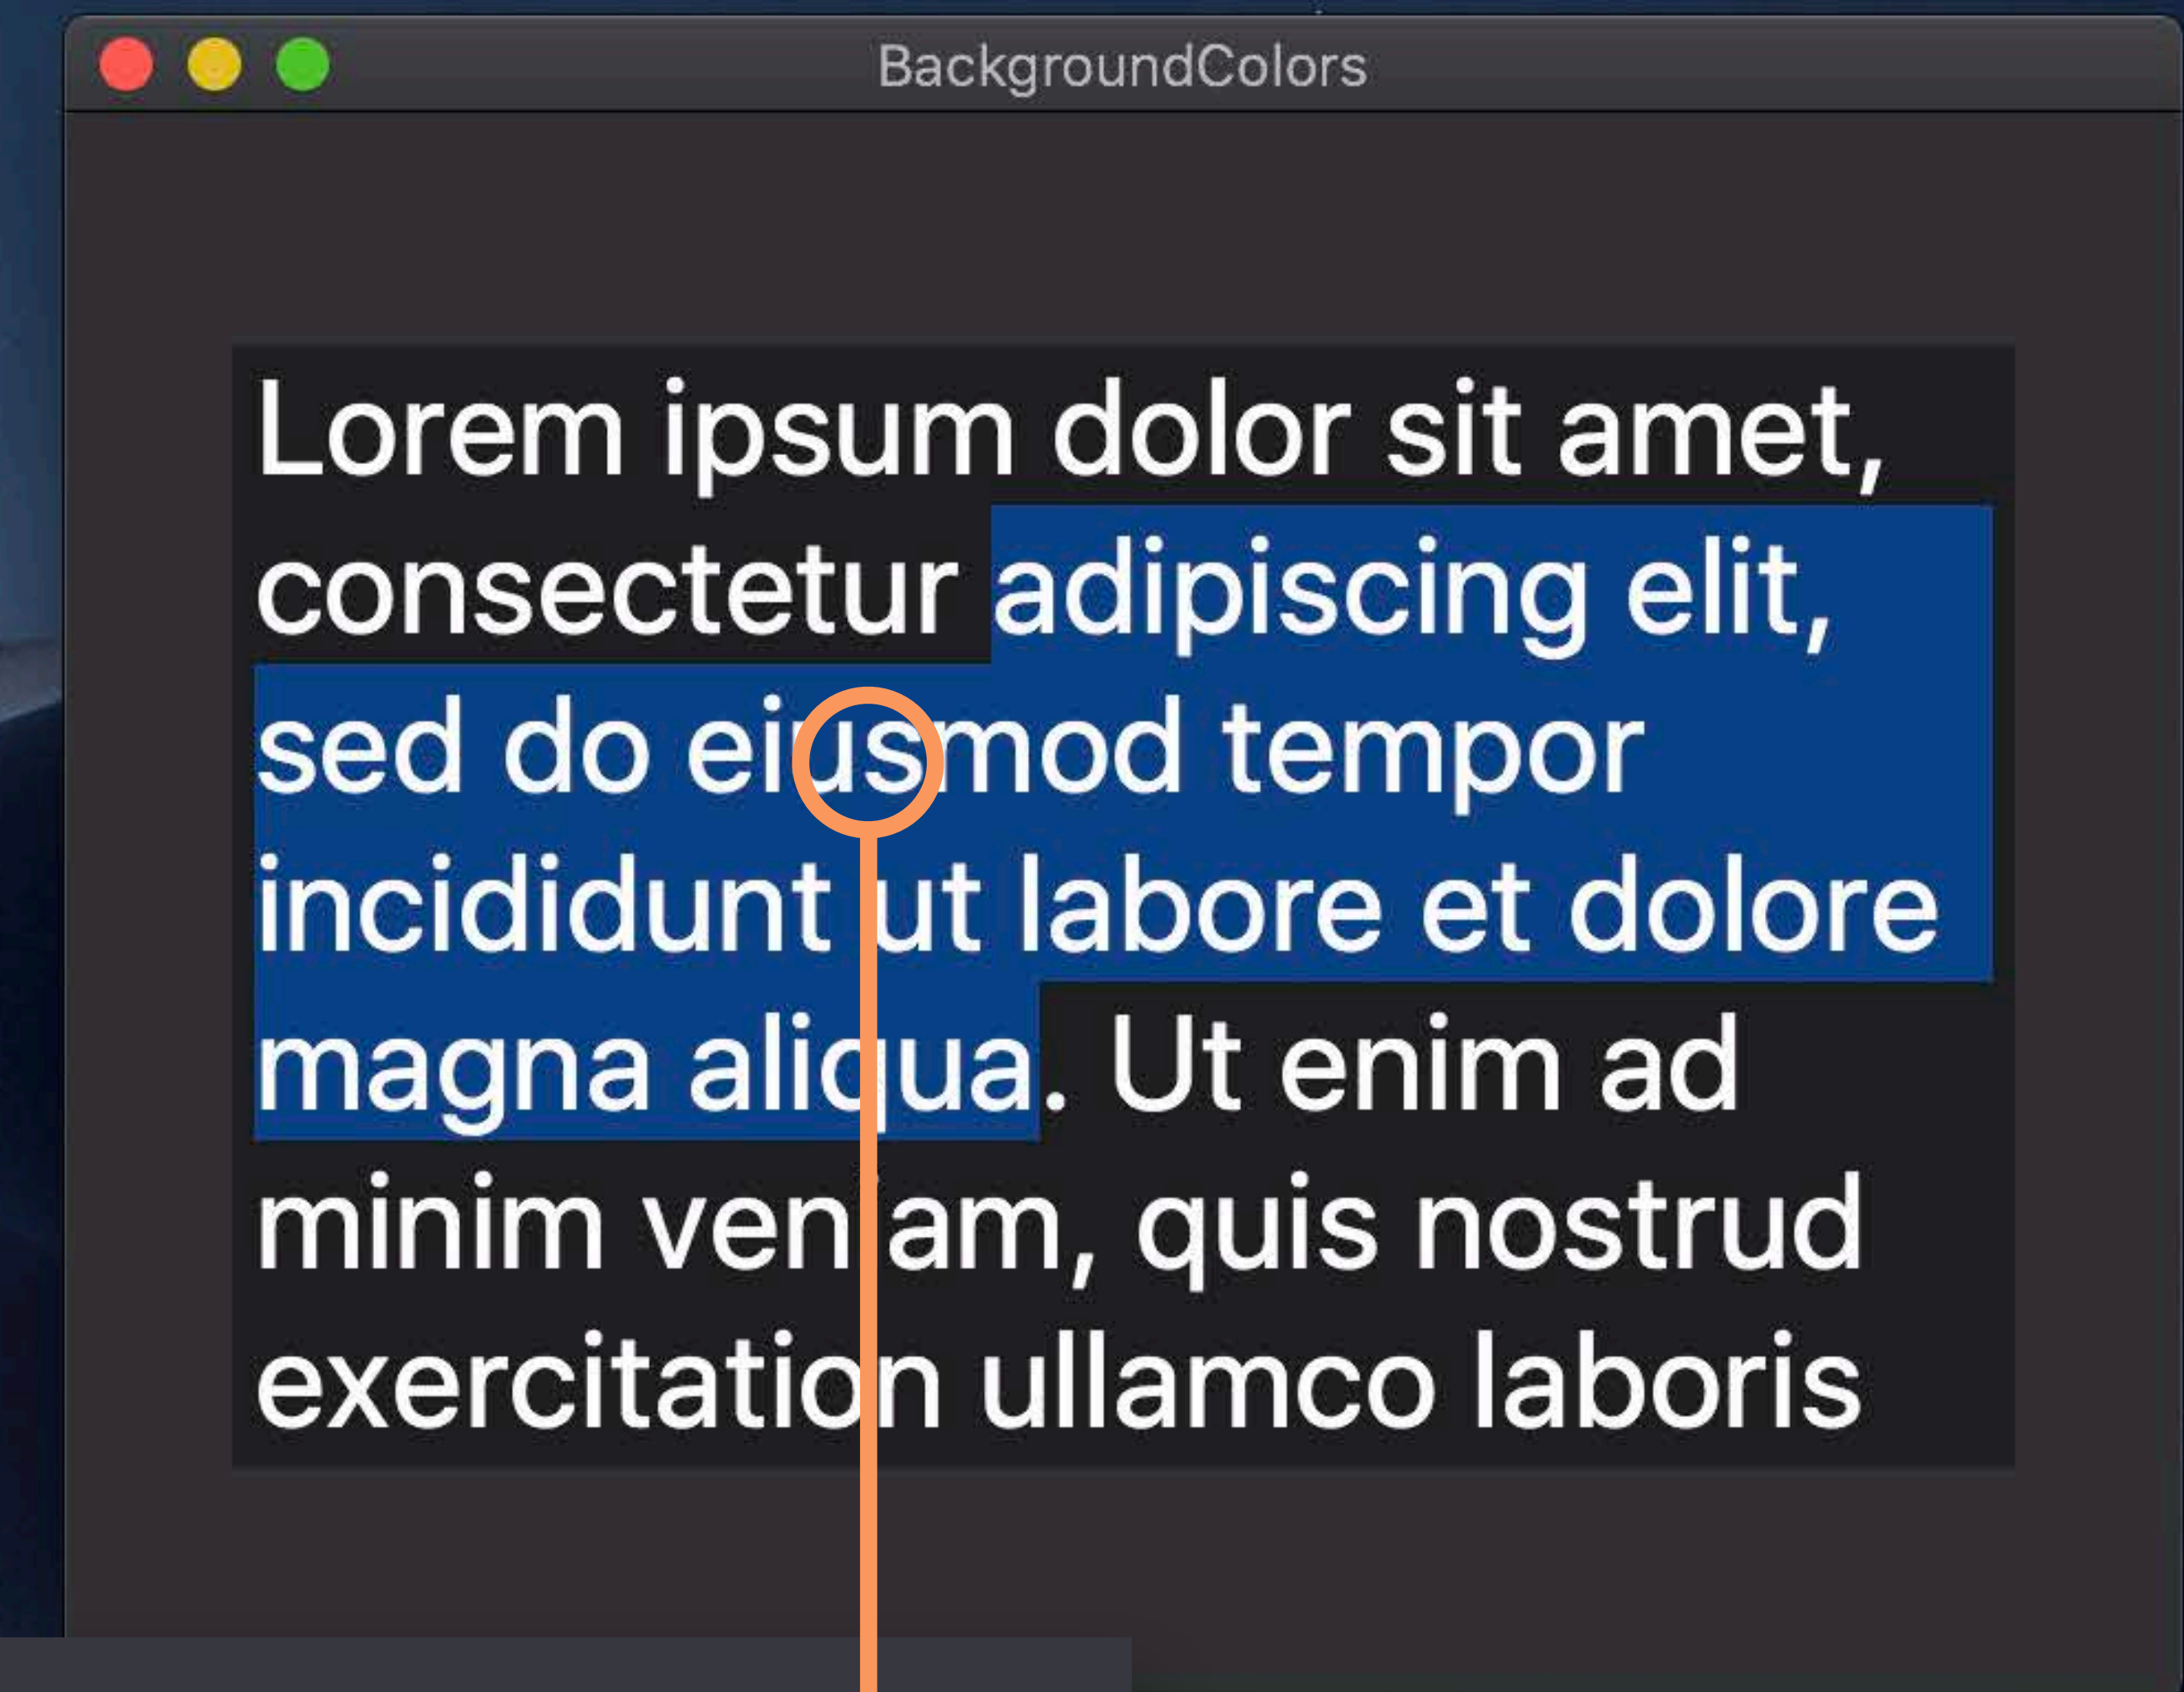 BackgroundColors
Lorem ipsum dolor sit amet,
consectetur adipiscing elit,
sed do eiusmod tempor
incididunt ut labore et dolore
magna aliqua. Ut enim ad
minim veniam, quis nostrud
exercitation ullamco laboris